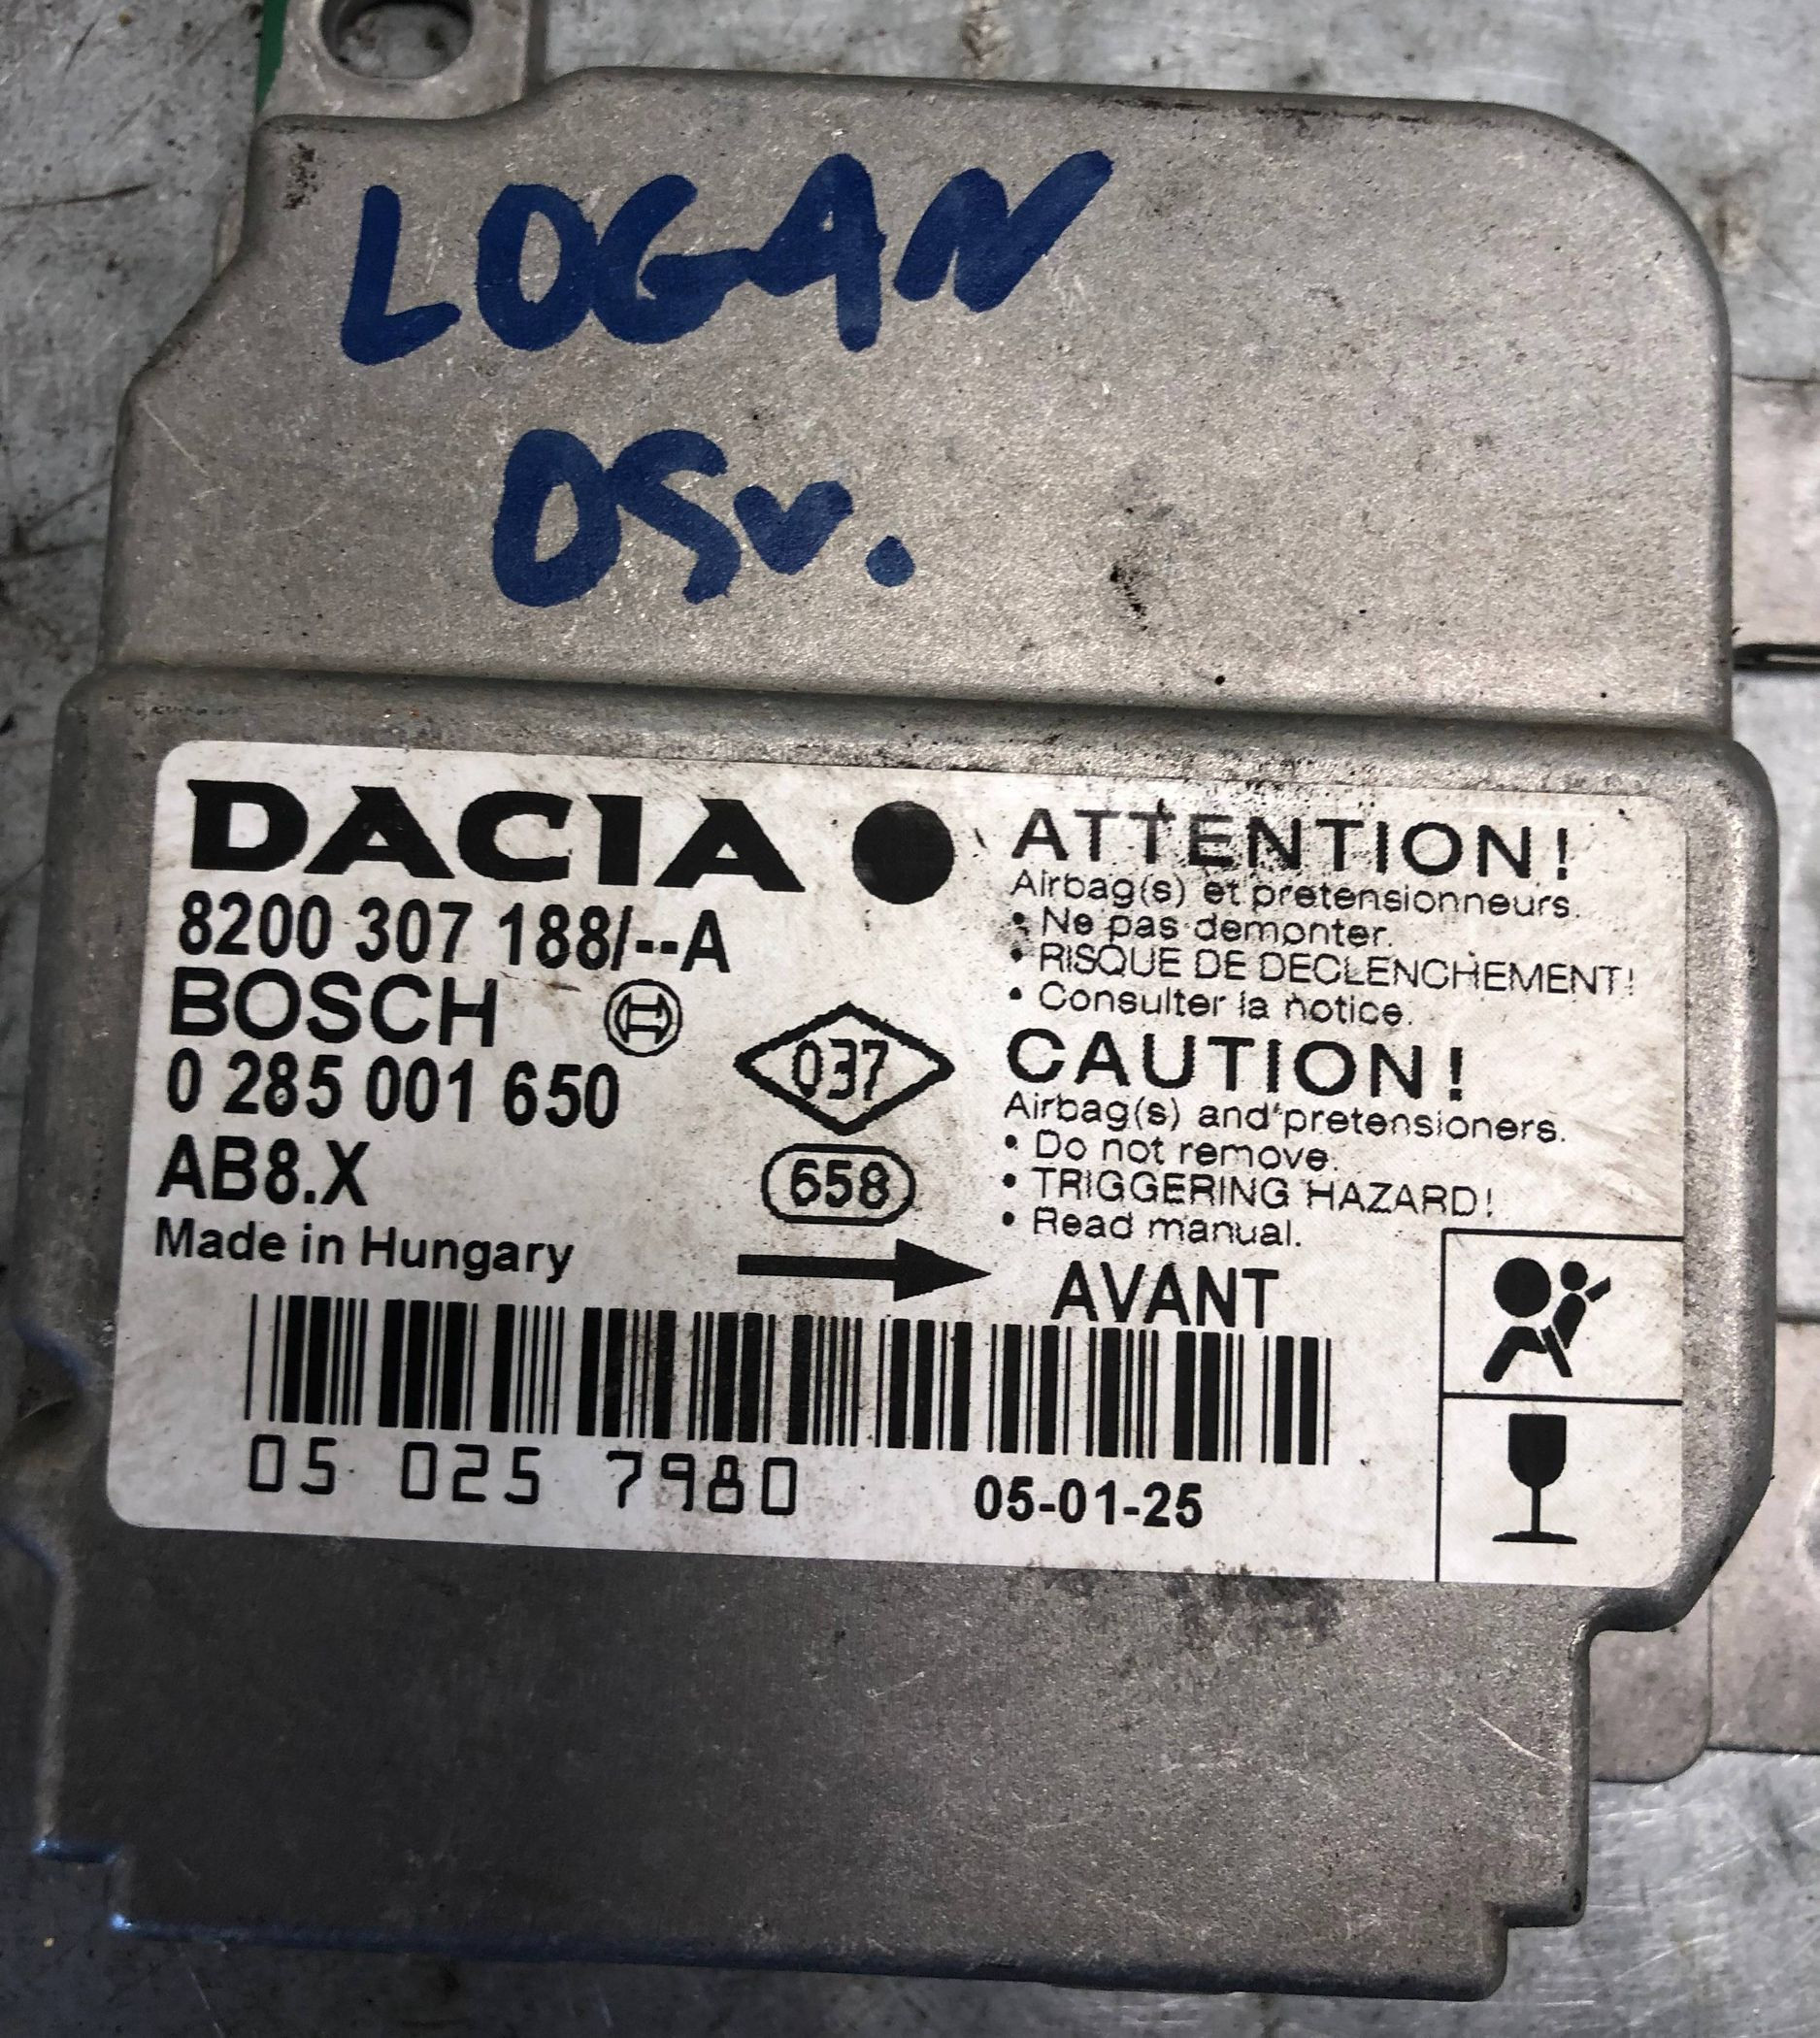 LOGAN
05v.
DACIA
8200 307 188/--A
BOSCH
0 285 001 650
AB8.X
Made in Hungary
037
658
ATTENTION!
Airbag(s) et pretensionneurs.
• Ne pas demonter.
• RISQUE DE DECLENCHEMENT!
• Consulter la notice.
CAUTION!
Airbag(s) and pretensioners.
• Do not remove.
• TRIGGERING HAZARD!
• Read manual.
AVANT
05 025 7980
05-01-25